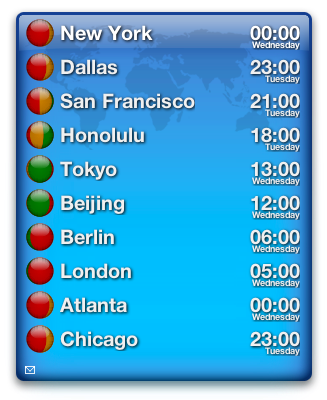 New York 00:00
Wednesday
Dallas 23:00
Tuesday
San Francisco 21:00
Tuesday
Honolulu 18:00
Tuesday
Tokyo 13:00
Wednesday
Beijing 12:00
Wednesday
Berlin 06:00
Wednesday
London 05:00
Wednesday
Atlanta 00:00
Wednesday
Chicago 23:00
Tuesday